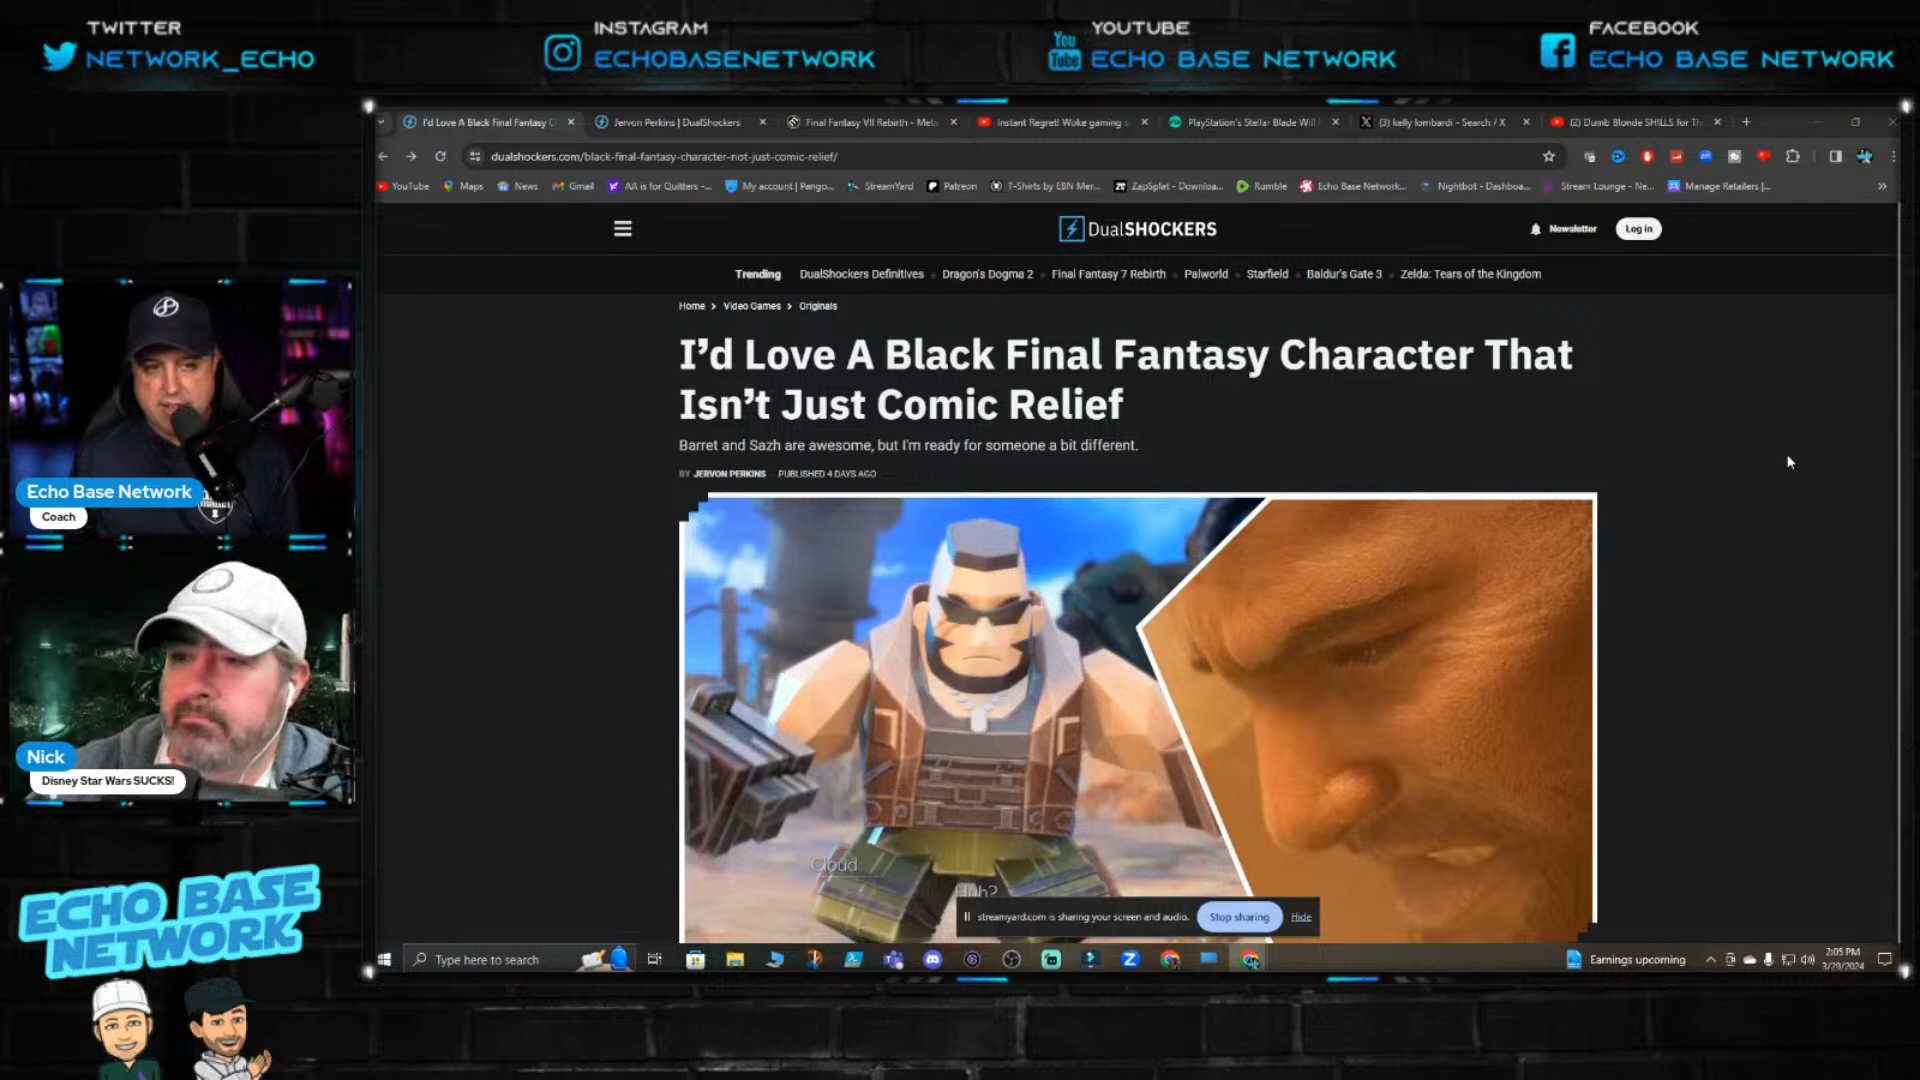 TWITTER
NETWORK_ECHO
INSTAGRAM
ECHOBASENETWORK
YOUTUBE
You
Tube
ECHO BASE NETWORK
FACEBOOK
ECHO BASE NETWORK
I'd Love A Black Final Fantasy C
Jervon Perkins | DualShockers
Final Fantasy VII Rebirth - Met
Instant Regret! Woke gaming s
PlayStation's Stellar Blade Will
(3) kelly lombardi - Search / X
(2) Dumb Blonde SHILLS for Th
dualshockers.com/black-final-fantasy-character-not-just-comic-relief/
YouTube
Maps
News
Gmail
AA is for Quitters -...
My account | Pango...
StreamYard
Patreon
T-Shirts by EBN Mer...
ZapSplat - Downloa...
Rumble
Echo Base Network...
Nightbot - Dashboa...
Stream Lounge - Ne...
Manage Retailers |...
DualSHOCKERS
Newsletter
Log in
Trending
DualShockers Definitives
Dragon's Dogma 2
Final Fantasy 7 Rebirth
Palworld
Starfield
Baldur's Gate 3
Zelda: Tears of the Kingdom
Home > Video Games > Originals
I'd Love A Black Final Fantasy Character That
Isn't Just Comic Relief
Barret and Sazh are awesome, but I'm ready for someone a bit different.
BY JERVON PERKINS PUBLISHED 4 DAYS AGO
Echo Base Network
Coach
Nick
Disney Star Wars SUCKS!
Cloud
Huh?
streamyard.com is sharing your screen and audio.
Stop sharing
Hide
Type here to search
Earnings upcoming
2:05 PM
3/29/2024
ECHO BASE
NETWORK